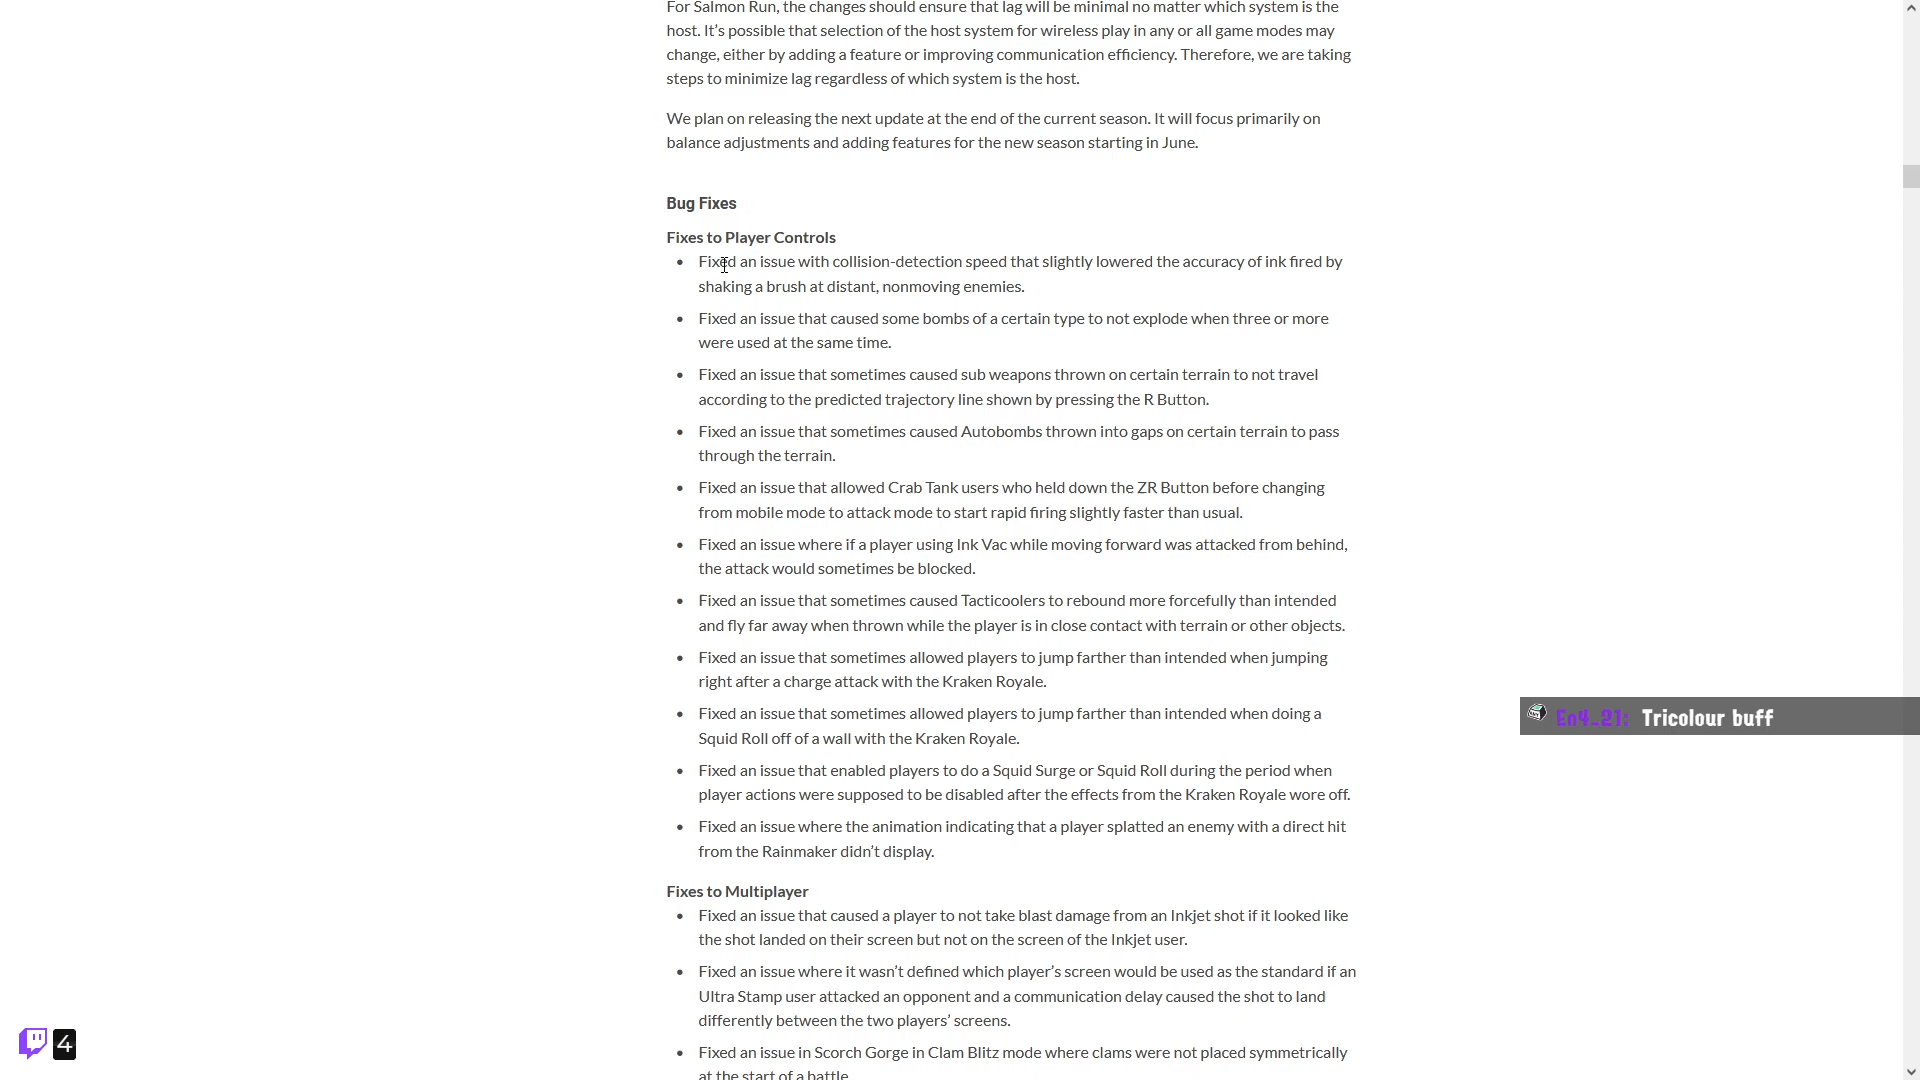 For Salmon Run, the changes should ensure that lag will be minimal no matter which system is the
host. It’s possible that selection of the host system for wireless play in any or all game modes may
change, either by adding a feature or improving communication efficiency. Therefore, we are taking
steps to minimize lag regardless of which system is the host.
We plan on releasing the next update at the end of the current season. It will focus primarily on
balance adjustments and adding features for the new season starting in June.
Bug Fixes
Fixes to Player Controls
• Fixed an issue with collision-detection speed that slightly lowered the accuracy of ink fired by
shaking a brush at distant, nonmoving enemies.
• Fixed an issue that caused some bombs of a certain type to not explode when three or more
were used at the same time.
• Fixed an issue that sometimes caused sub weapons thrown on certain terrain to not travel
according to the predicted trajectory line shown by pressing the R Button.
• Fixed an issue that sometimes caused Autobombs thrown into gaps on certain terrain to pass
through the terrain.
• Fixed an issue that allowed Crab Tank users who held down the ZR Button before changing
from mobile mode to attack mode to start rapid firing slightly faster than usual.
• Fixed an issue where if a player using Ink Vac while moving forward was attacked from behind,
the attack would sometimes be blocked.
• Fixed an issue that sometimes caused Tacticoolers to rebound more forcefully than intended
and fly far away when thrown while the player is in close contact with terrain or other objects.
• Fixed an issue that sometimes allowed players to jump farther than intended when jumping
right after a charge attack with the Kraken Royale.
• Fixed an issue that sometimes allowed players to jump farther than intended when doing a
Squid Roll off of a wall with the Kraken Royale.
• Fixed an issue that enabled players to do a Squid Surge or Squid Roll during the period when
player actions were supposed to be disabled after the effects from the Kraken Royale wore off.
• Fixed an issue where the animation indicating that a player splatted an enemy with a direct hit
from the Rainmaker didn’t display.
Fixes to Multiplayer
• Fixed an issue that caused a player to not take blast damage from an Inkjet shot if it looked like
the shot landed on their screen but not on the screen of the Inkjet user.
• Fixed an issue where it wasn’t defined which player’s screen would be used as the standard if an
Ultra Stamp user attacked an opponent and a communication delay caused the shot to land
differently between the two players’ screens.
• Fixed an issue in Scorch Gorge in Clam Blitz mode where clams were not placed symmetrically
at the start of a battle.
En4_21: Tricolour buff
4